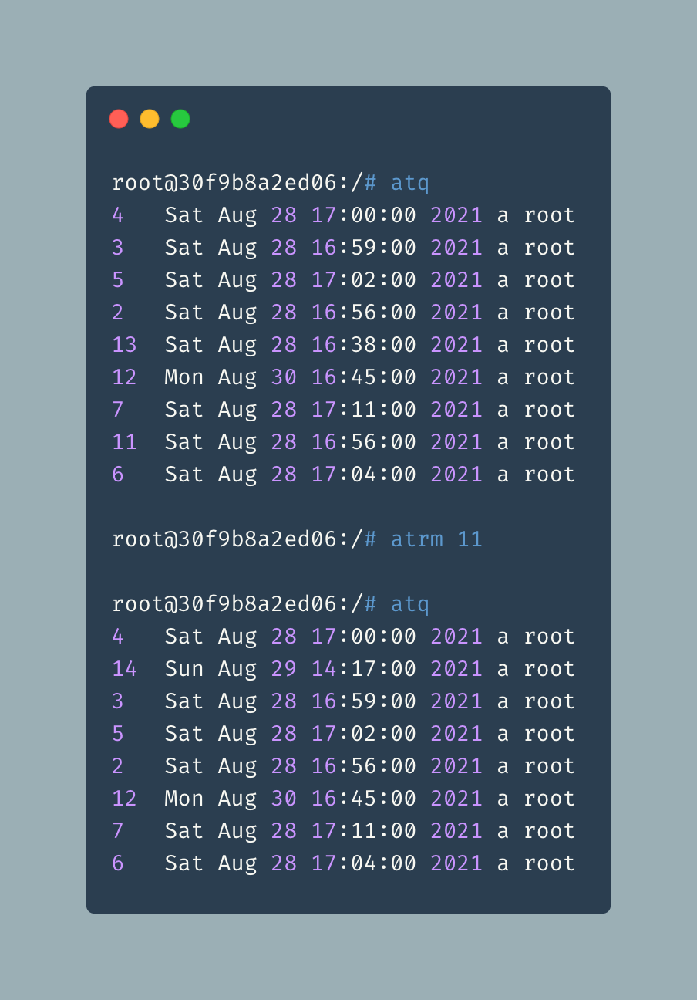 root@30f9b8a2ed06:/# atq
4   Sat Aug 28 17:00:00 2021 a root
3   Sat Aug 28 16:59:00 2021 a root
5   Sat Aug 28 17:02:00 2021 a root
2   Sat Aug 28 16:56:00 2021 a root
13  Sat Aug 28 16:38:00 2021 a root
12  Mon Aug 30 16:45:00 2021 a root
7   Sat Aug 28 17:11:00 2021 a root
11  Sat Aug 28 16:56:00 2021 a root
6   Sat Aug 28 17:04:00 2021 a root
root@30f9b8a2ed06:/# atrm 11
root@30f9b8a2ed06:/# atq
4   Sat Aug 28 17:00:00 2021 a root
14  Sun Aug 29 14:17:00 2021 a root
3   Sat Aug 28 16:59:00 2021 a root
5   Sat Aug 28 17:02:00 2021 a root
2   Sat Aug 28 16:56:00 2021 a root
12  Mon Aug 30 16:45:00 2021 a root
7   Sat Aug 28 17:11:00 2021 a root
6   Sat Aug 28 17:04:00 2021 a root